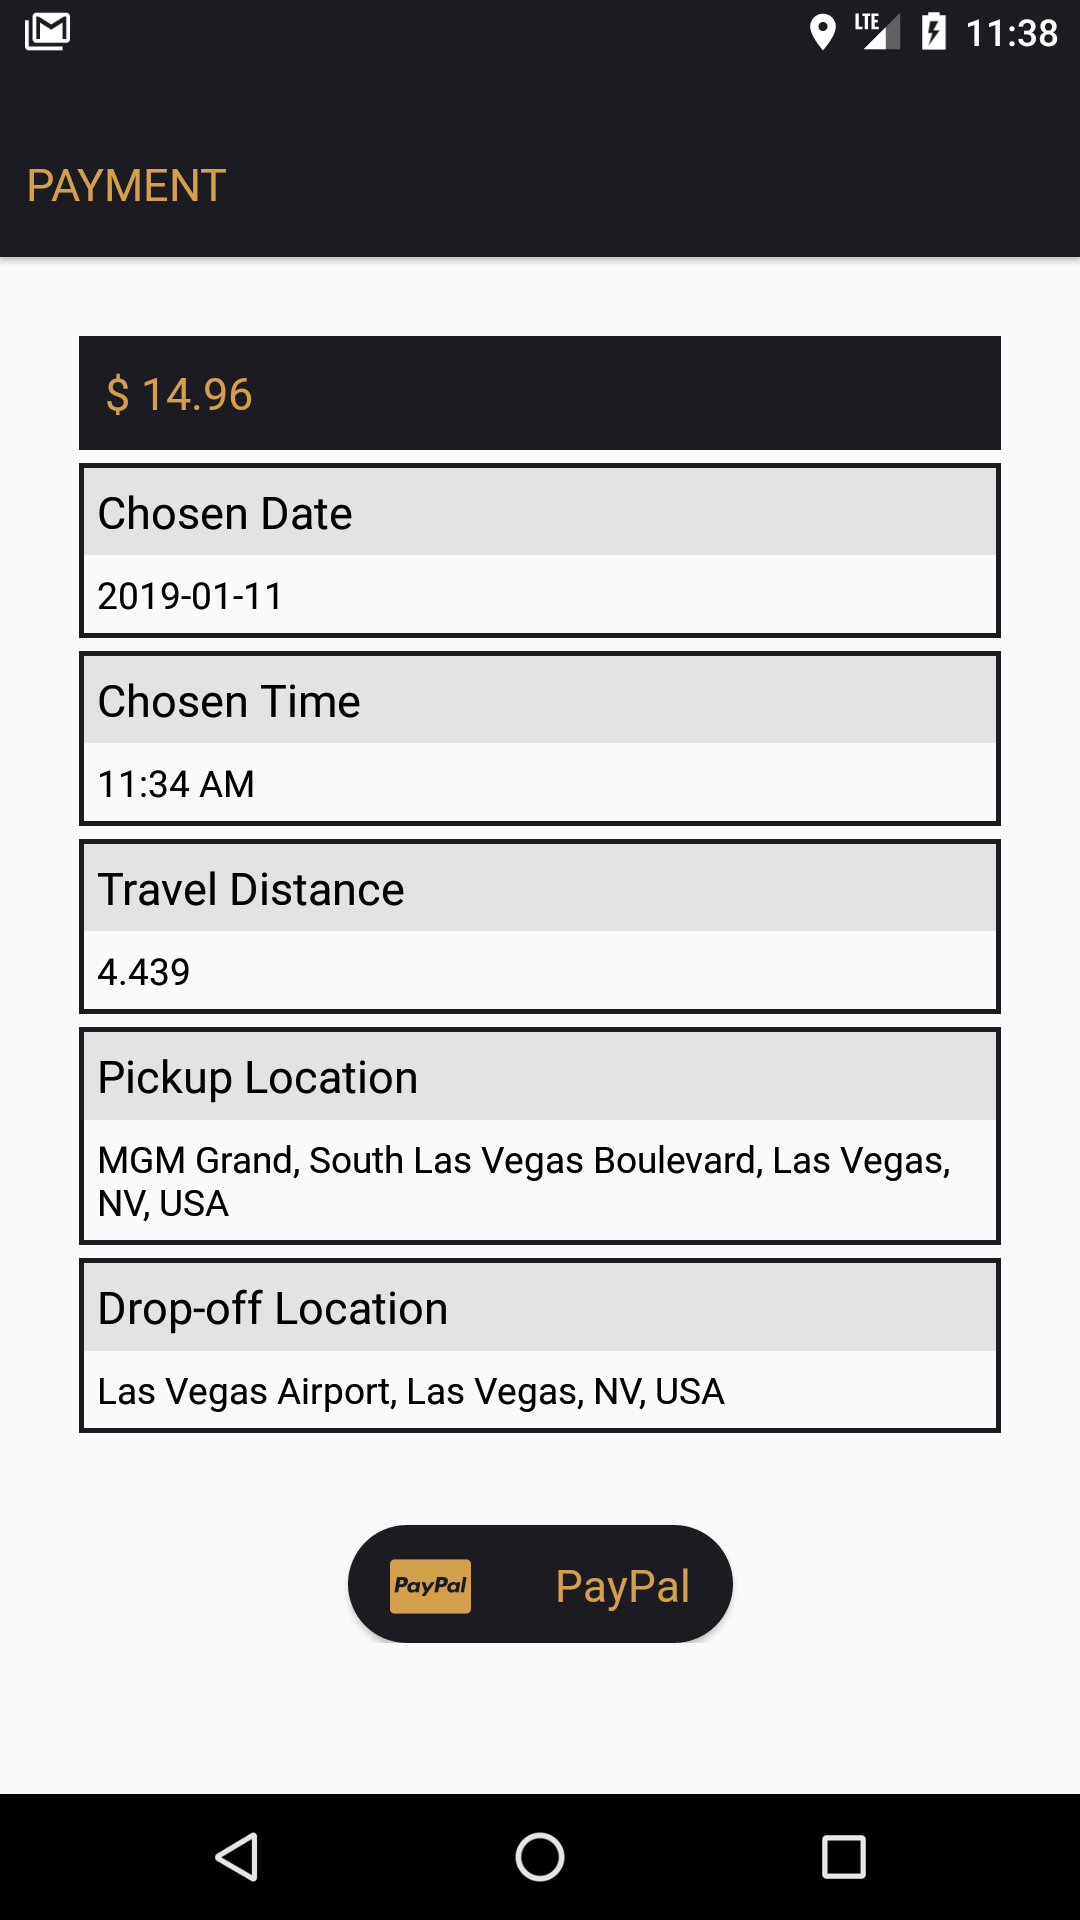 LTE 11:38
PAYMENT
$ 14.96
Chosen Date
2019-01-11
Chosen Time
11:34 AM
Travel Distance
4.439
Pickup Location
MGM Grand, South Las Vegas Boulevard, Las Vegas,
NV, USA
Drop-off Location
Las Vegas Airport, Las Vegas, NV, USA
PayPal PayPal